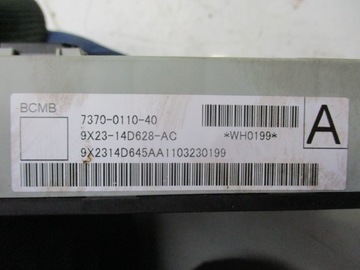 BCMB
7370-0110-40
9X23-14D628-AC
*WH0199*
A
9X2314D645AA1103230199